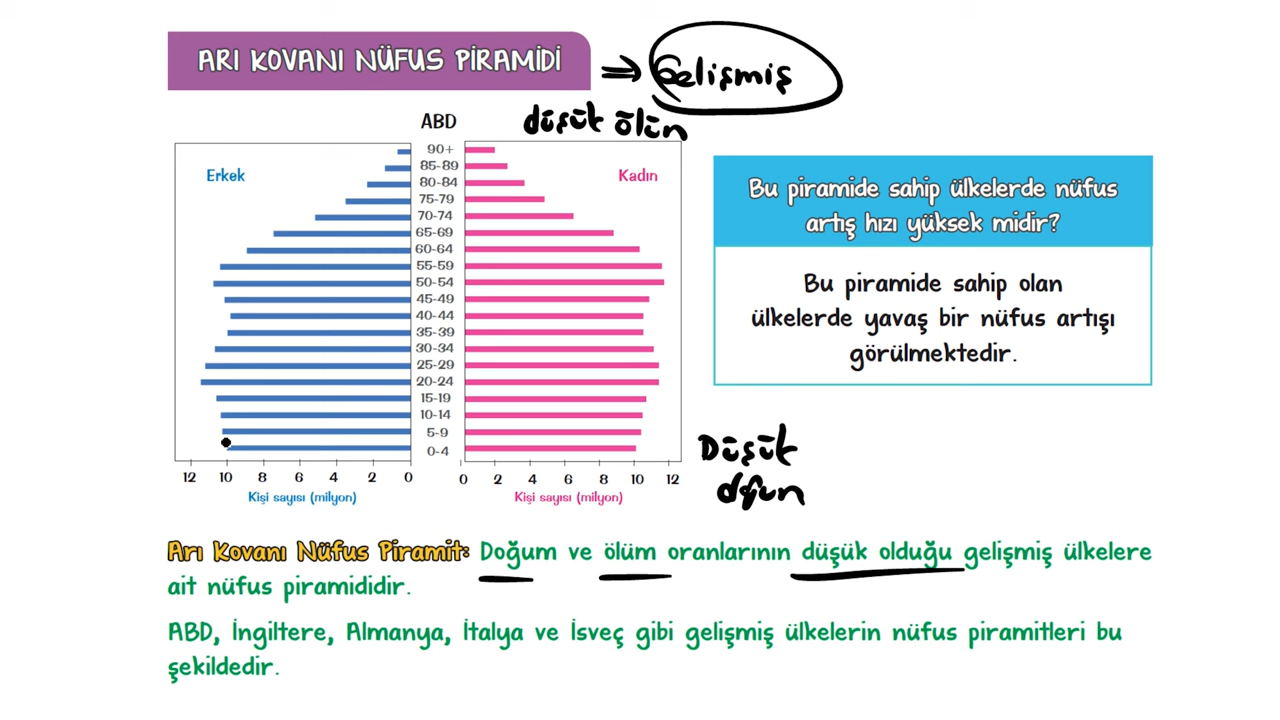 ARI KOVANI NÜFUS PİRAMİDİ
⇒ Gelişmiş
düşük ölün
ABD
Erkek
Kadın
90+
85-89
80-84
75-79
70-74
65-69
60-64
55-59
50-54
45-49
40-44
35-39
30-34
25-29
20-24
15-19
10-14
5-9
0-4
12 10 8 6 4 2 0
0 2 4 6 8 10 12
Kişi sayısı (milyon)
Kişi sayısı (milyon)
Bu piramide sahip ülkelerde nüfus
artış hızı yüksek midir?
Bu piramide sahip olan
ülkelerde yavaş bir nüfus artışı
görülmektedir.
Düşük
Arı Kovanı Nüfus Piramit: Doğum ve ölüm oranlarının düşük olduğu gelişmiş ülkelere
ait nüfus piramididir.
ABD, İngiltere, Almanya, İtalya ve İsveç gibi gelişmiş ülkelerin nüfus piramitleri bu
şekildedir.